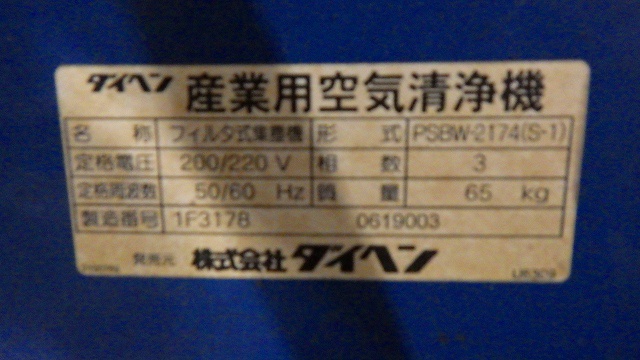 ダイヘン 産業用空気清浄機
名 称 フィルタ式集塵機 形 式 PSBW-2174(S-1)
定格電圧 200/220 V 相 数 3
定格周波数 50/60 Hz 質 量 65 kg
製造番号 1F3178 0619003
発売元 株式会社ダイヘン